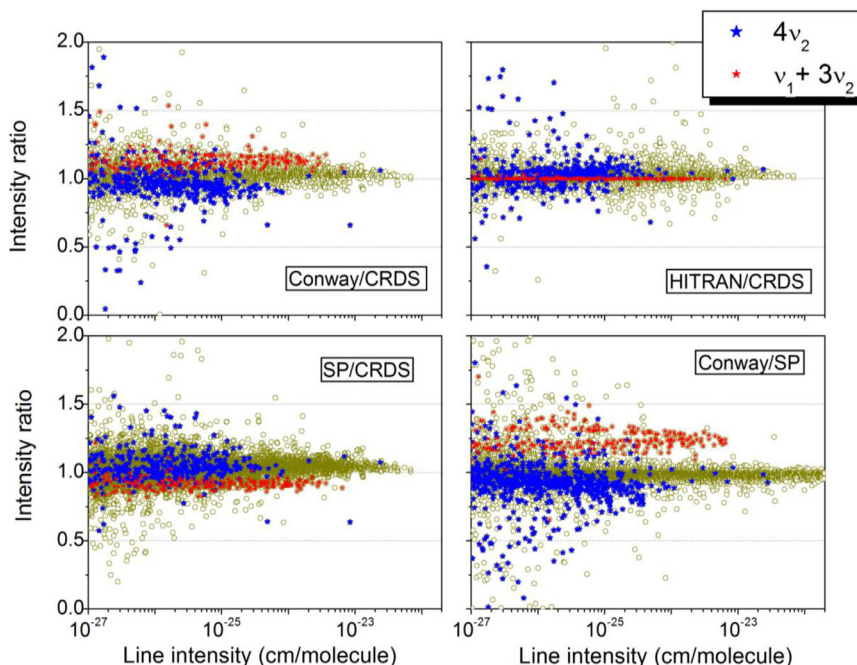 4ν₂
ν₁+ 3ν₂
2.0
1.5
1.0
0.5
0.0
Intensity ratio
Conway/CRDS
HITRAN/CRDS
2.0
1.5
1.0
0.5
0.0
Intensity ratio
SP/CRDS
Conway/SP
10⁻²⁷ 10⁻²⁵ 10⁻²³
10⁻²⁷ 10⁻²⁵ 10⁻²³
Line intensity (cm/molecule)
Line intensity (cm/molecule)